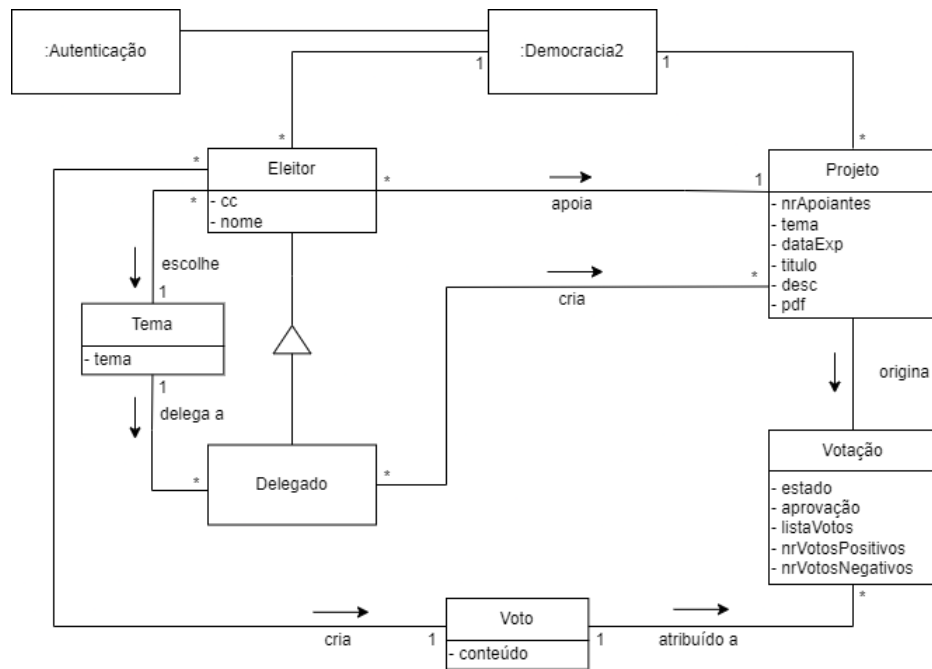 :Autenticação
:Democracia2
1
1
*
*
*
Eleitor
- cc
- nome
*
*
apoia
1
Projeto
- nrApoiantes
- tema
- dataExp
- titulo
- desc
- pdf
escolhe
1
cria
*
Tema
- tema
1
delega a
*
origina
Delegado
*
Votação
- estado
- aprovação
- listaVotos
- nrVotosPositivos
- nrVotosNegativos
*
cria
1
Voto
- conteúdo
1
atribuído a